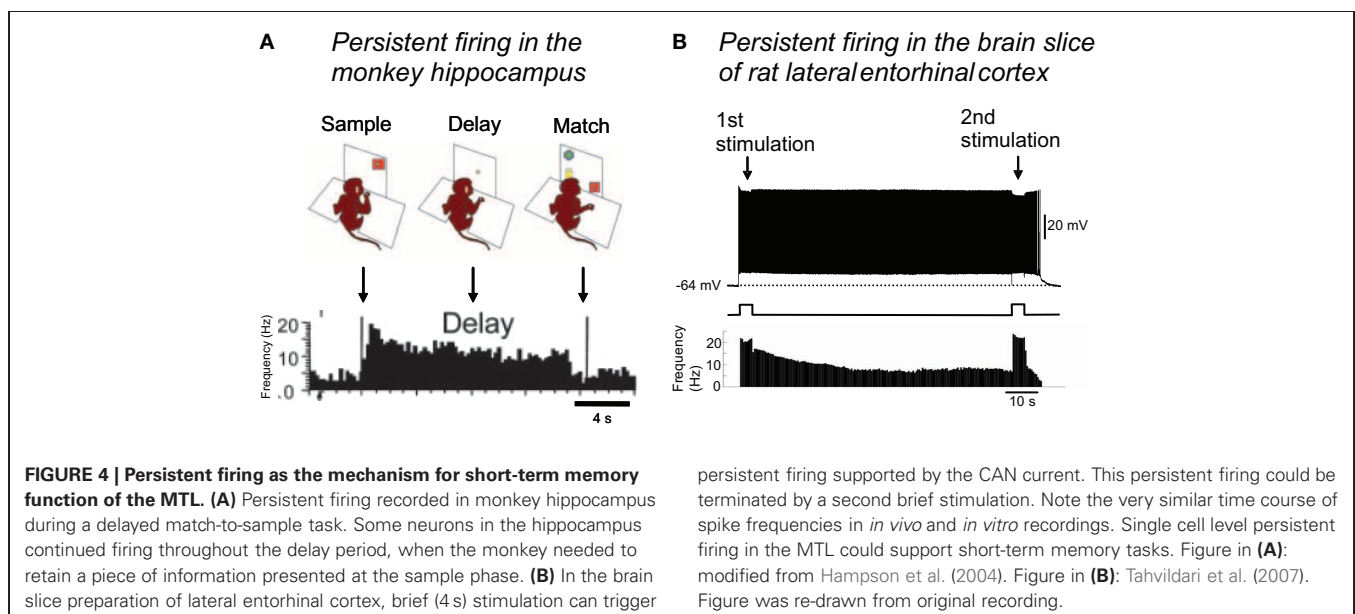 A
Persistent firing in the
monkey hippocampus
Sample Delay Match
Frequency (Hz)
20
10
.0
Delay
4 s
B
Persistent firing in the brain slice
of rat lateral entorhinal cortex
1st
stimulation
2nd
stimulation
20 mV
-64 mV
Frequency
(Hz)
20
10
0
10 s
FIGURE 4 | Persistent firing as the mechanism for short-term memory
function of the MTL. (A) Persistent firing recorded in monkey hippocampus
during a delayed match-to-sample task. Some neurons in the hippocampus
continued firing throughout the delay period, when the monkey needed to
retain a piece of information presented at the sample phase. (B) In the brain
slice preparation of lateral entorhinal cortex, brief (4 s) stimulation can trigger
persistent firing supported by the CAN current. This persistent firing could be
terminated by a second brief stimulation. Note the very similar time course of
spike frequencies in in vivo and in vitro recordings. Single cell level persistent
firing in the MTL could support short-term memory tasks. Figure in (A):
modified from Hampson et al. (2004). Figure in (B): Tahvildari et al. (2007).
Figure was re-drawn from original recording.